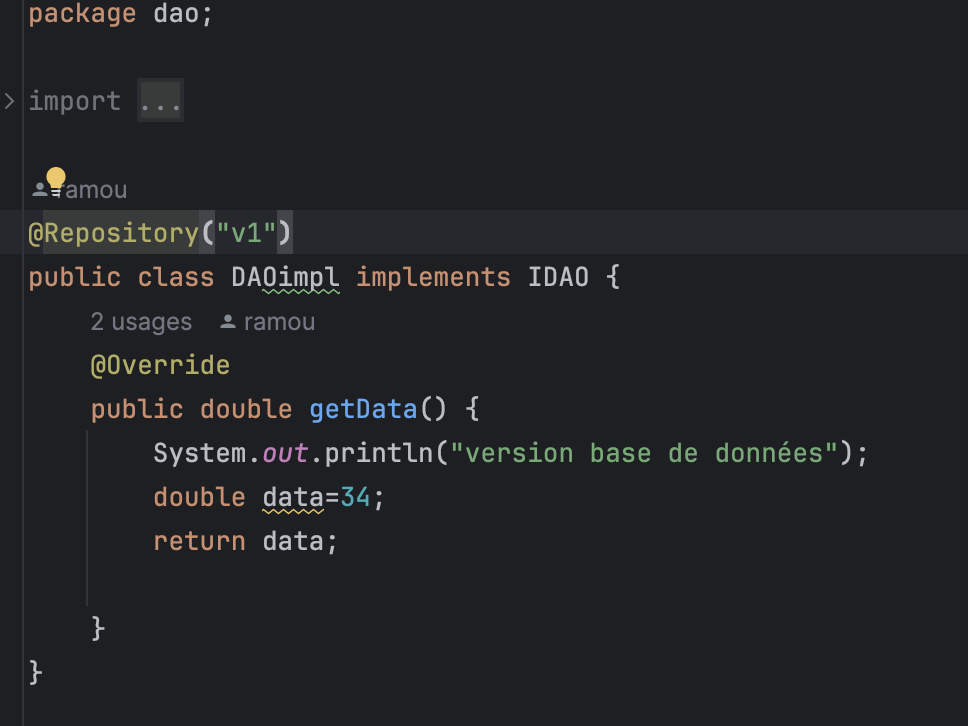 package dao;
import ...
ramou
@Repository("v1")
public class DAOimpl implements IDAO {
2 usages ramou
@Override
public double getData() {
System.out.println("version base de données");
double data=34;
return data;
}
}